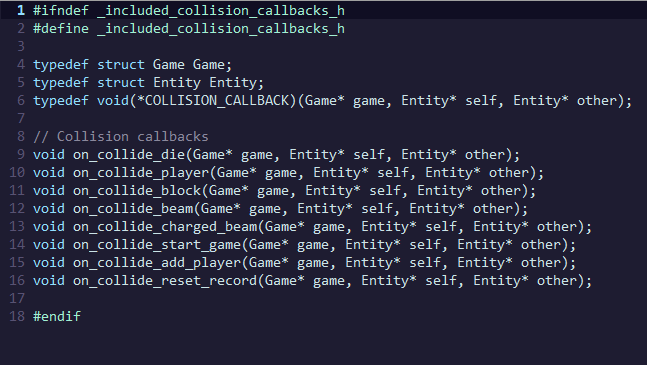 1 #ifndef _included_collision_callbacks_h
2 #define _included_collision_callbacks_h
3
4 typedef struct Game Game;
5 typedef struct Entity Entity;
6 typedef void(*COLLISION_CALLBACK)(Game* game, Entity* self, Entity* other);
7
8 // Collision callbacks
9 void on_collide_die(Game* game, Entity* self, Entity* other);
10 void on_collide_player(Game* game, Entity* self, Entity* other);
11 void on_collide_block(Game* game, Entity* self, Entity* other);
12 void on_collide_beam(Game* game, Entity* self, Entity* other);
13 void on_collide_charged_beam(Game* game, Entity* self, Entity* other);
14 void on_collide_start_game(Game* game, Entity* self, Entity* other);
15 void on_collide_add_player(Game* game, Entity* self, Entity* other);
16 void on_collide_reset_record(Game* game, Entity* self, Entity* other);
17
18 #endif